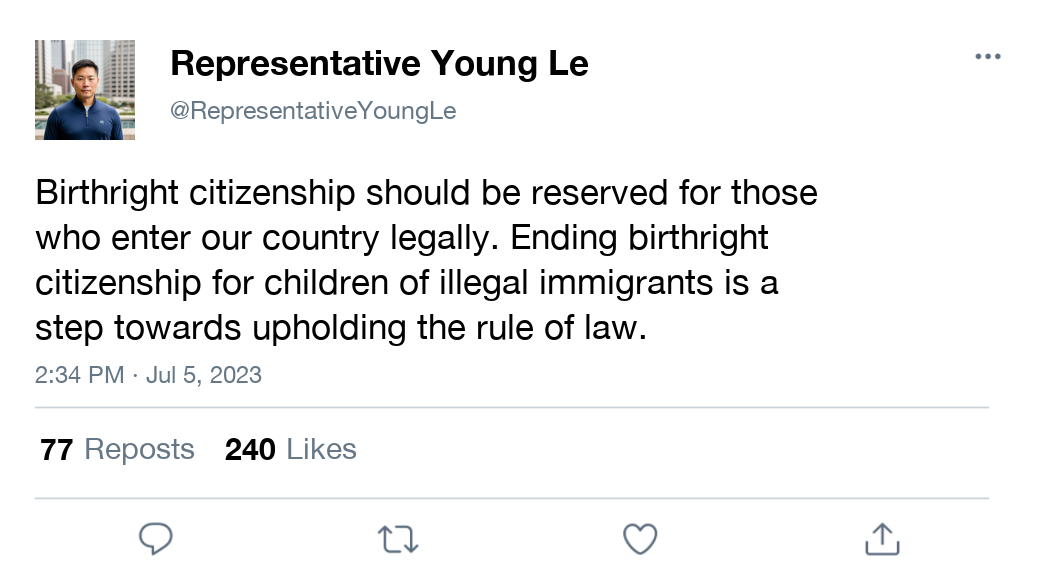 Representative Young Le
@RepresentativeYoungLe
Birthright citizenship should be reserved for those
who enter our country legally. Ending birthright
citizenship for children of illegal immigrants is a
step towards upholding the rule of law.
2:34 PM · Jul 5, 2023
77 Reposts 240 Likes